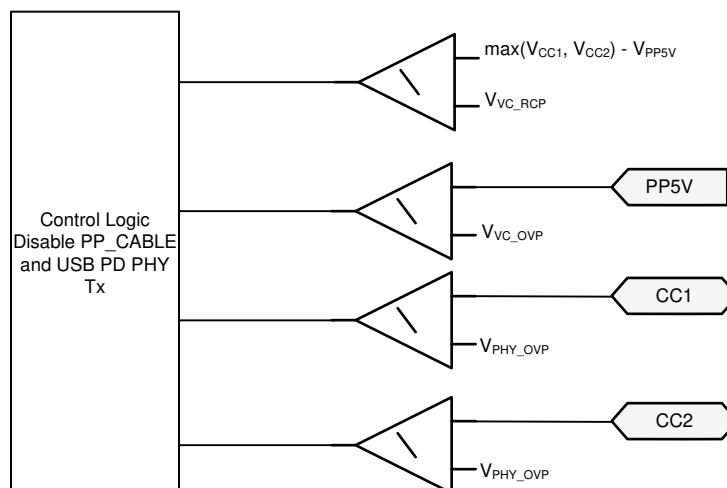 max(VCC1, VCC2) - VPP5V
VVC_RCP
PP5V
VVC_OVP
Control Logic
Disable PP_CABLE
and USB PD PHY
Tx
CC1
VPHY_OVP
CC2
VPHY_OVP